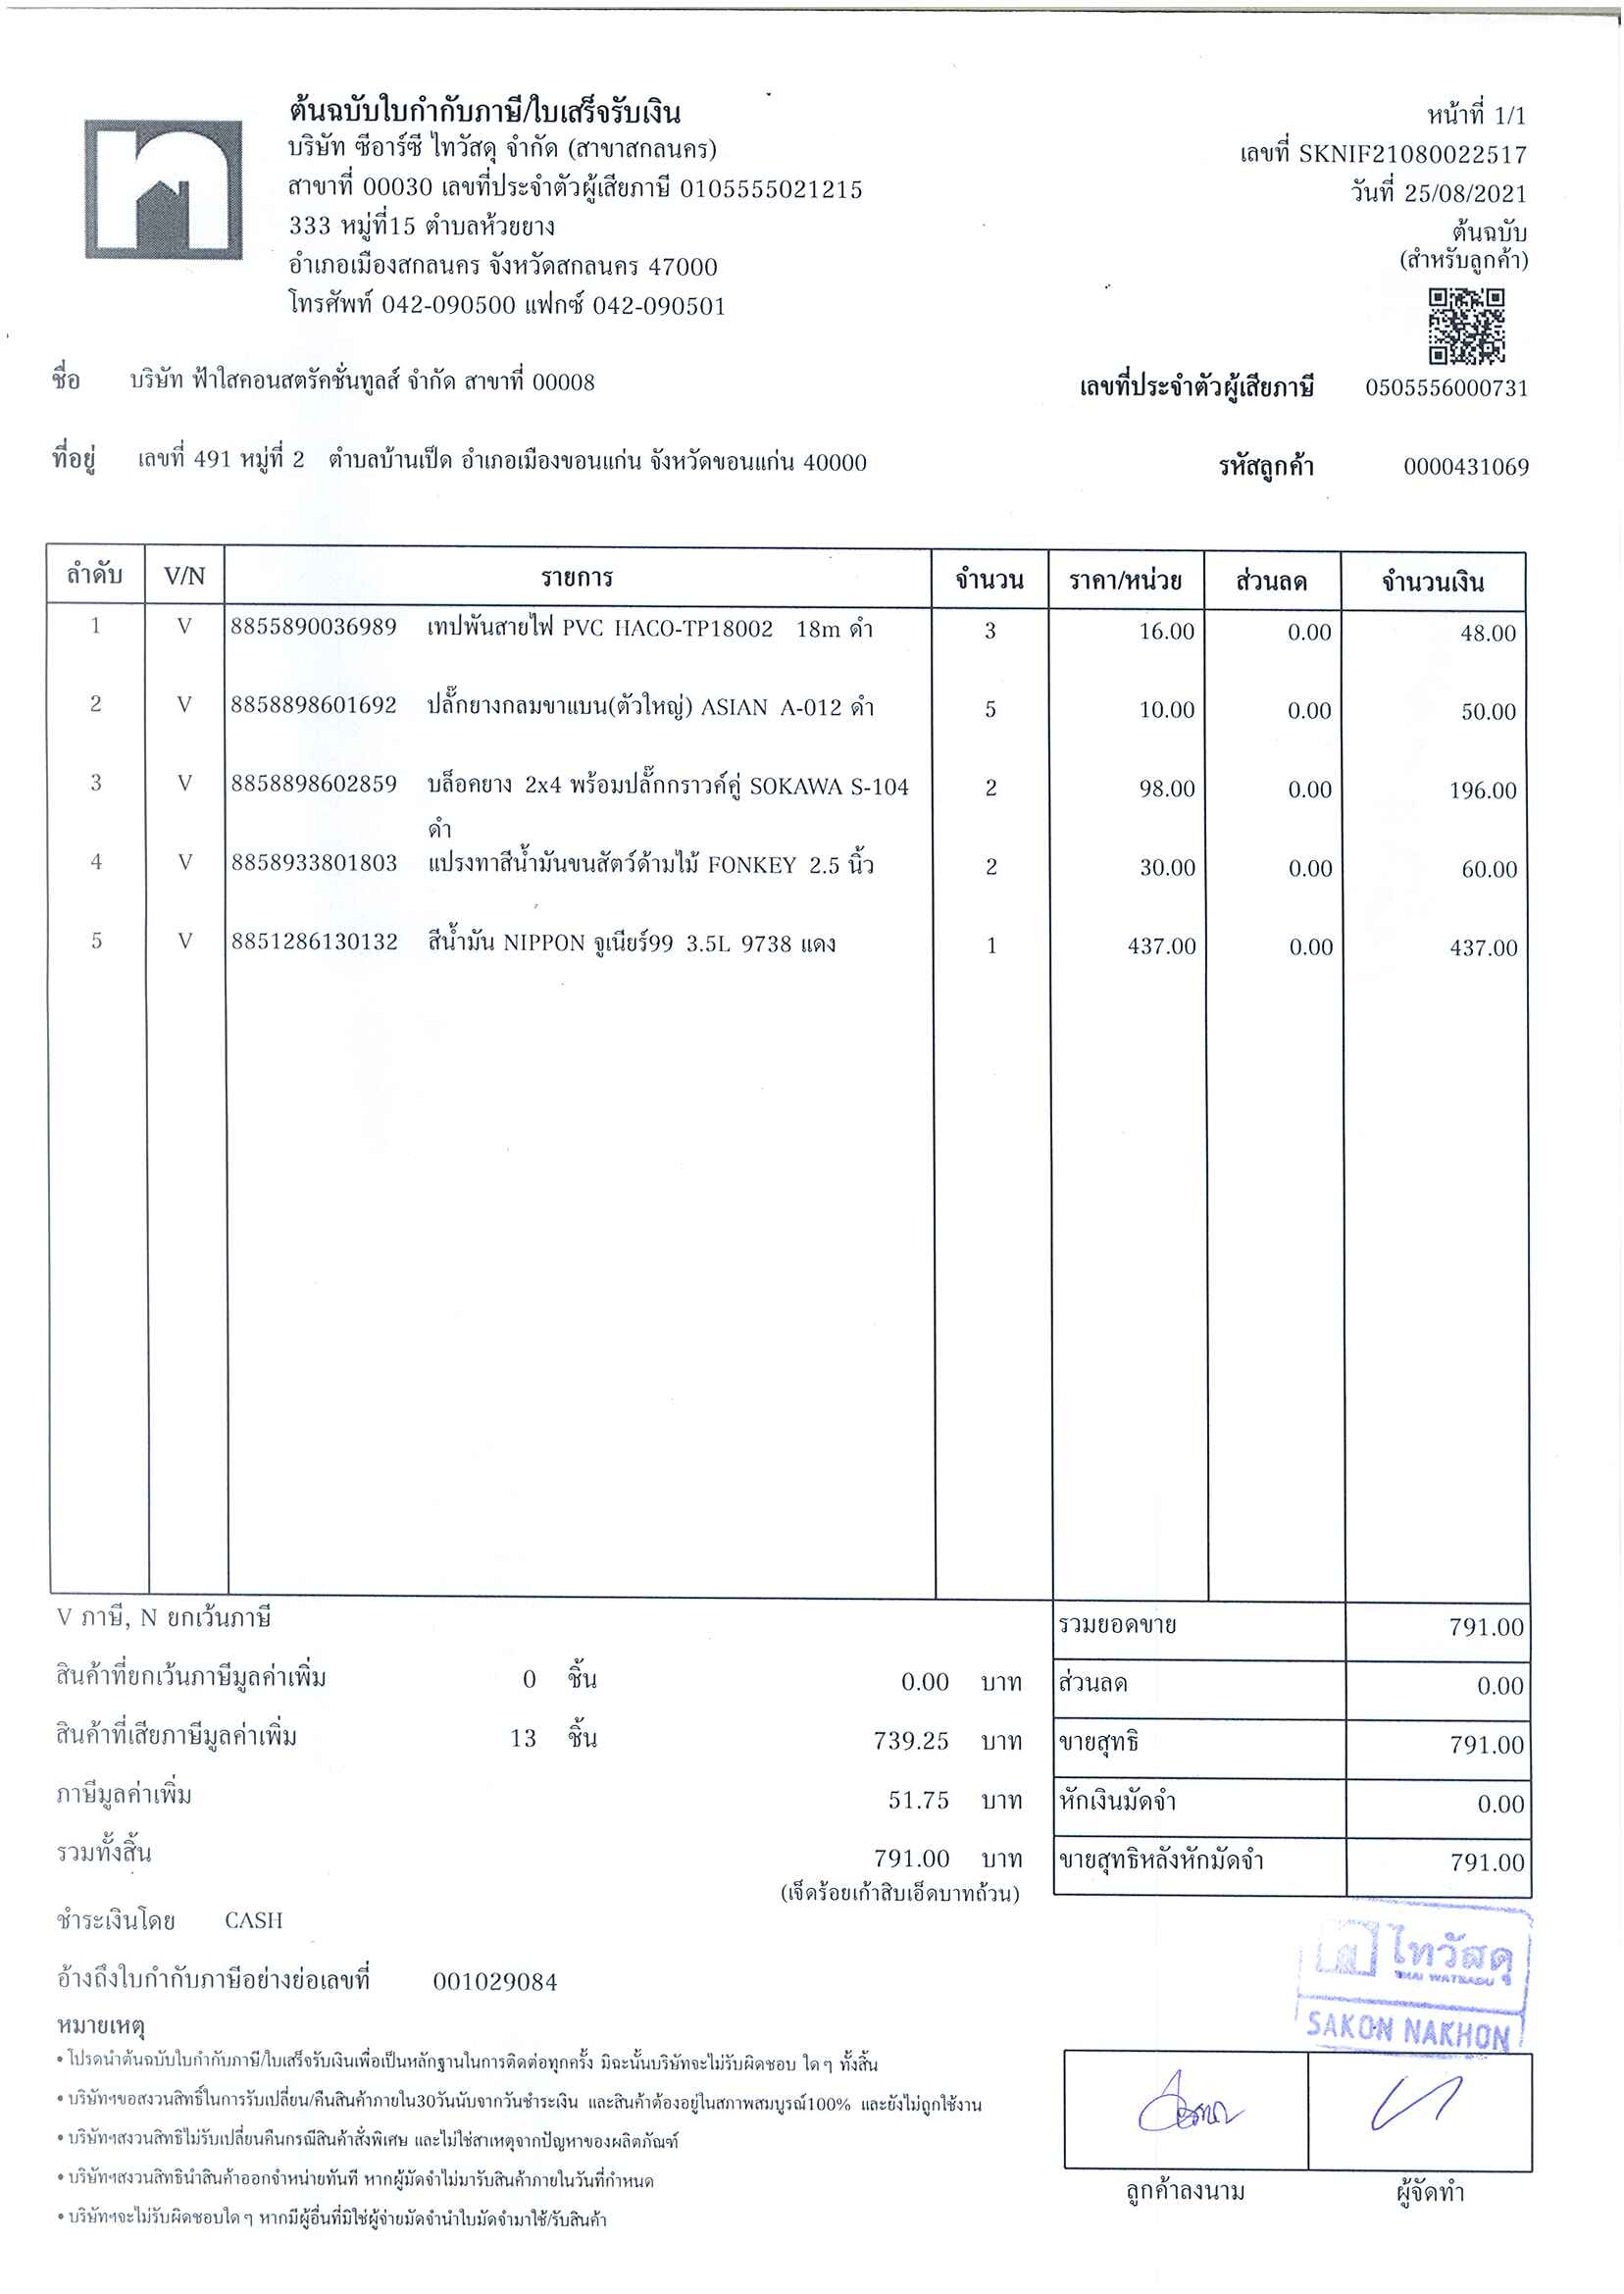 ต้นฉบับใบกำกับภาษี/ใบเสร็จรับเงิน
บริษัท ซีอาร์ซี ไทวัสดุ จำกัด (สาขาสกลนคร)
สาขาที่ 00030 เลขที่ประจำตัวผู้เสียภาษี 0105555021215
333 หมู่ที่15 ตำบลห้วยยาง
อำเภอเมืองสกลนคร จังหวัดสกลนคร 47000
โทรศัพท์ 042-090500 แฟกซ์ 042-090501
หน้าที่ 1/1
เลขที่ SKNIF21080022517
วันที่ 25/08/2021
ต้นฉบับ
(สำหรับลูกค้า)
ชื่อ บริษัท ฟ้าใสคอนสตรัคชั่นทูลส์ จำกัด สาขาที่ 00008 เลขที่ประจำตัวผู้เสียภาษี 0505556000731
ที่อยู่ เลขที่ 491 หมู่ที่ 2 ตำบลบ้านเป็ด อำเภอเมืองขอนแก่น จังหวัดขอนแก่น 40000 รหัสลูกค้า 0000431069
ลำดับ V/N รายการ จำนวน ราคา/หน่วย ส่วนลด จำนวนเงิน
1 V 8855890036989 เทปพันสายไฟ PVC HACO-TP18002 18m ดำ 3 16.00 0.00 48.00
2 V 8858898601692 ปลั๊กยางกลมขาแบน(ตัวใหญ่) ASIAN A-012 ดำ 5 10.00 0.00 50.00
3 V 8858898602859 บล็อคยาง 2x4 พร้อมปลั๊กกราวค์คู่ SOKAWA S-104 2 98.00 0.00 196.00
ดำ
4 V 8858933801803 แปรงทาสีน้ำมันขนสัตว์ด้ามไม้ FONKEY 2.5 นิ้ว 2 30.00 0.00 60.00
5 V 8851286130132 สีน้ำมัน NIPPON จูเนียร์99 3.5L 9738 แดง 1 437.00 0.00 437.00
V ภาษี, N ยกเว้นภาษี รวมยอดขาย 791.00
สินค้าที่ยกเว้นภาษีมูลค่าเพิ่ม 0 ชิ้น 0.00 บาท ส่วนลด 0.00
สินค้าที่เสียภาษีมูลค่าเพิ่ม 13 ชิ้น 739.25 บาท ขายสุทธิ 791.00
ภาษีมูลค่าเพิ่ม 51.75 บาท หักเงินมัดจำ 0.00
รวมทั้งสิ้น 791.00 บาท ขายสุทธิหลังหักมัดจำ 791.00
(เจ็ดร้อยเก้าสิบเอ็ดบาทถ้วน)
ชำระเงินโดย CASH
อ้างถึงใบกำกับภาษีอย่างย่อเลขที่ 001029084
ไทวัสดุ
THAI WATSADU
SAKON NAKHON
หมายเหตุ
• โปรดนำต้นฉบับใบกำกับภาษี/ใบเสร็จรับเงินเพื่อเป็นหลักฐานในการติดต่อทุกครั้ง มิฉะนั้นบริษัทจะไม่รับผิดชอบ ใดๆ ทั้งสิ้น
• บริษัทฯขอสงวนสิทธิ์ในการรับเปลี่ยน/คืนสินค้าภายใน30วันนับจากวันชำระเงิน และสินค้าต้องอยู่ในสภาพสมบูรณ์100% และยังไม่ถูกใช้งาน
• บริษัทฯสงวนสิทธิไม่รับเปลี่ยนคืนกรณีสินค้าสั่งพิเศษ และไม่ใช่สาเหตุจากปัญหาของผลิตภัณฑ์
• บริษัทฯสงวนสิทธินำสินค้าออกจำหน่ายทันที หากผู้มัดจำไม่มารับสินค้าภายในวันที่กำหนด
• บริษัทฯจะไม่รับผิดชอบใดๆ หากมีผู้อื่นที่มิใช่ผู้จ่ายมัดจำนำใบมัดจำมาใช้/รับสินค้า
ลูกค้าลงนาม ผู้จัดทำ